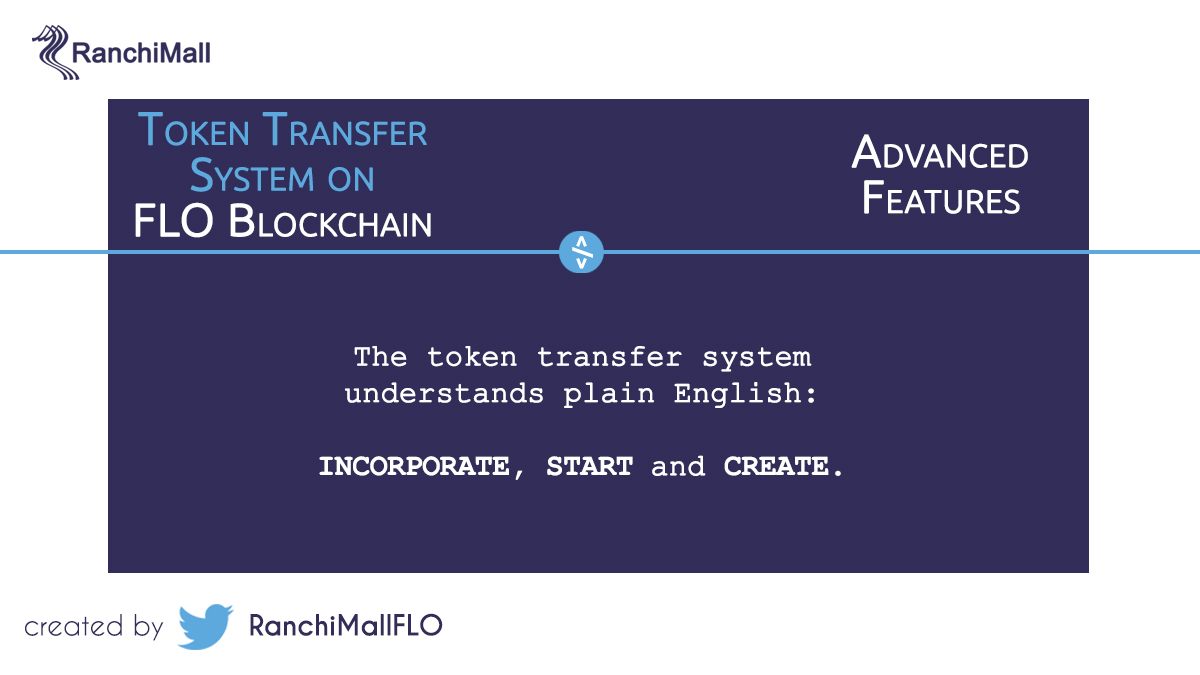 RanchiMall
Token Transfer
System on
FLO Blockchain
Advanced
Features
The token transfer system
understands plain English:
INCORPORATE, START and CREATE.
created by RanchiMallFLO